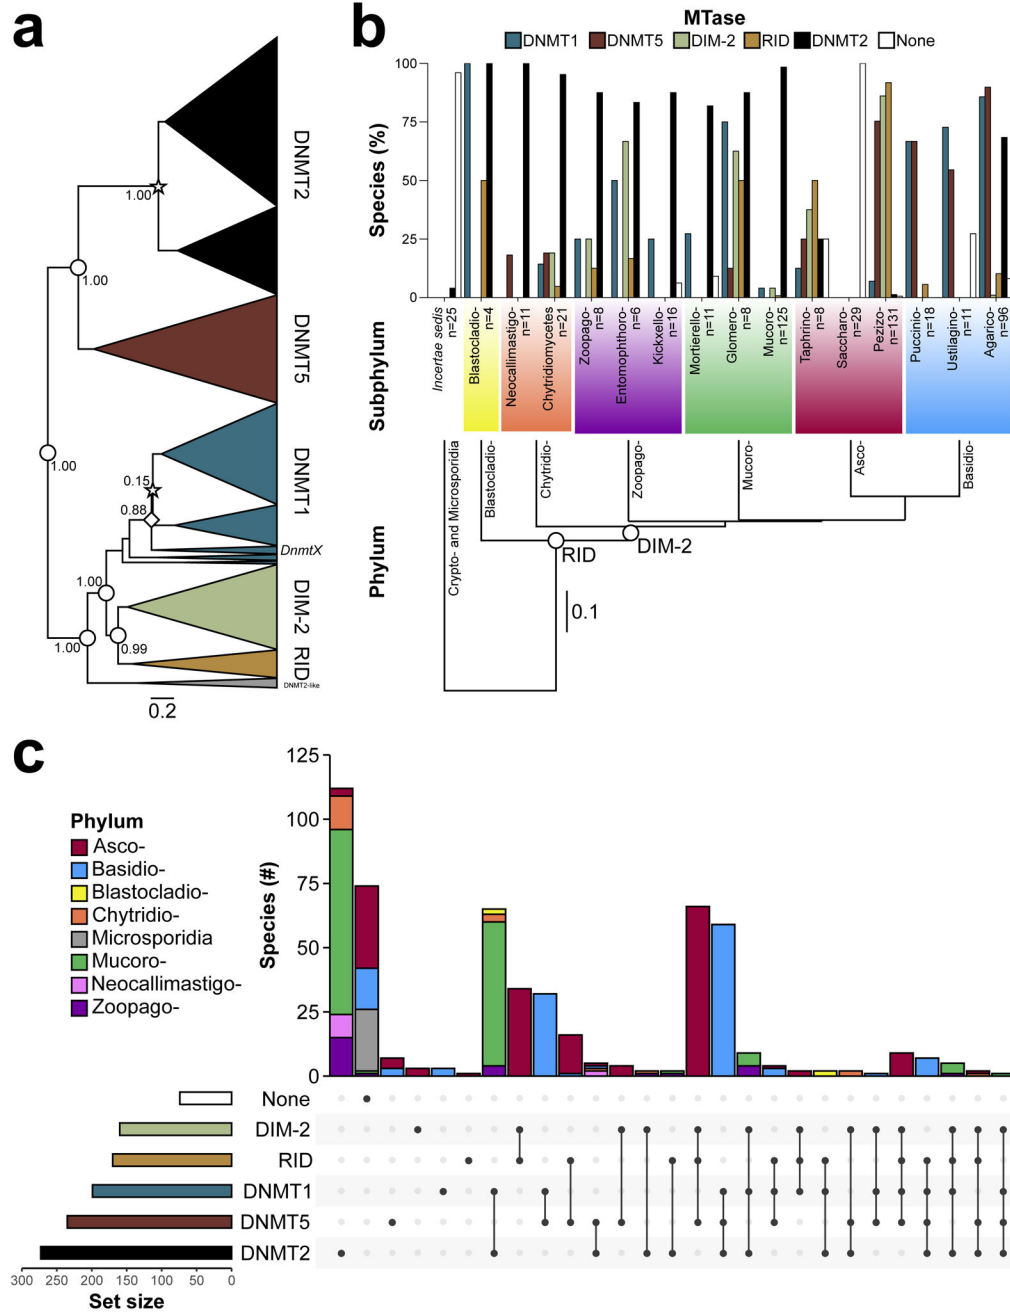 a
DNMT2
1.00
1.00
DNMT5
1.00
DNMT1
0.15
0.88
DnmtX
1.00
DIM-2
1.00
0.99
RID
DNMT2-like
0.2
b
MTase
DNMT1 DNMT5 DIM-2 RID DNMT2 None
Species (%)
100
75
50
25
0
Subphylum
Incertae sedis n=25
Blastocladio- n=4
Neocallimastigo- n=11
Chytridiomycetes n=21
Zoopago- n=8
Entomophthoro- n=6
Kickxello- n=16
Mortierello- n=11
Glomero- n=8
Mucoro- n=125
Taphrino- n=8
Saccharo- n=29
Pezizo- n=131
Puccinio- n=18
Ustilagino- n=11
Agarico- n=96
Phylum
Crypto- and Microsporidia
Blastocladio-
Chytridio-
Zoopago-
Mucoro-
Asco-
Basidio-
RID
DIM-2
0.1
c
Phylum
Asco-
Basidio-
Blastocladio-
Chytridio-
Microsporidia
Mucoro-
Neocallimastigo-
Zoopago-
Species (#)
125
100
75
50
25
0
None
DIM-2
RID
DNMT1
DNMT5
DNMT2
300 250 200 150 100 50 0
Set size